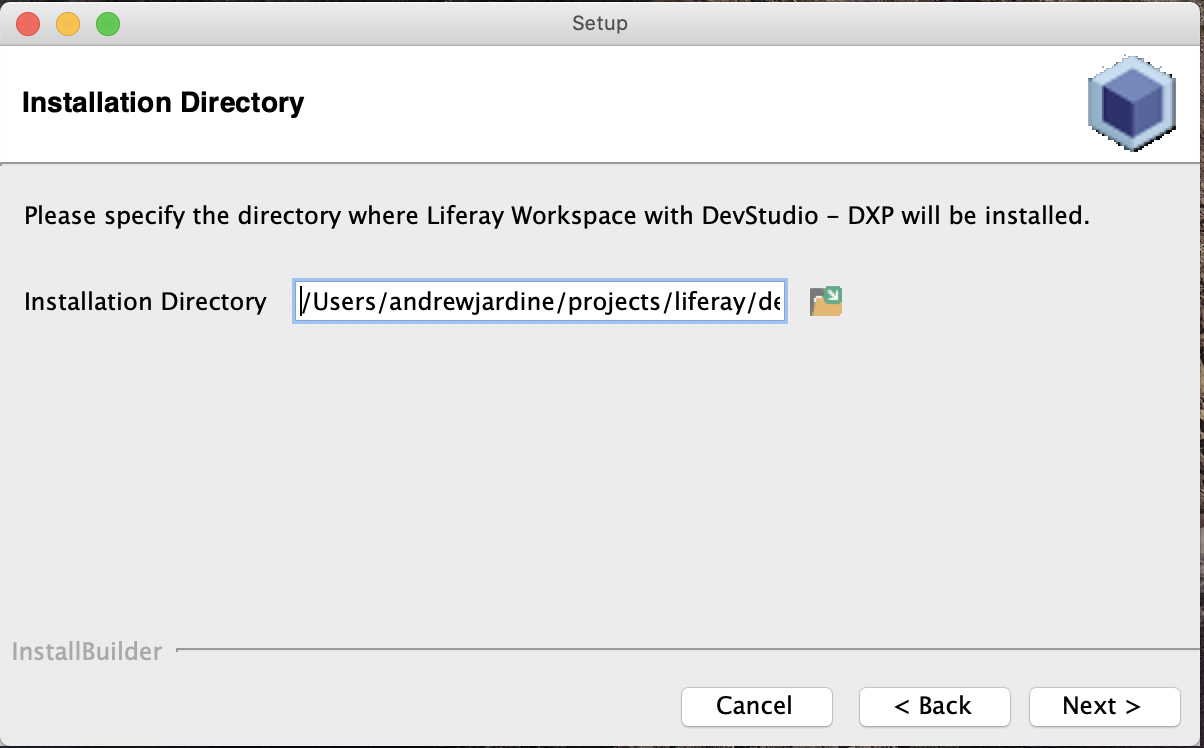 Setup
Installation Directory
Please specify the directory where Liferay Workspace with DevStudio – DXP will be installed.
Installation Directory /Users/andrewjardine/projects/liferay/de
InstallBuilder
Cancel < Back Next >